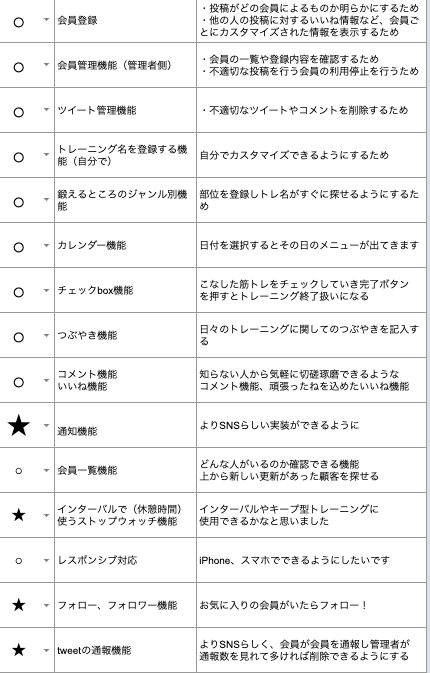 ・投稿がどの会員によるものか明らかにするため
○ 会員登録 ・他の人の投稿に対するいいね情報など、会員ご
とにカスタマイズされた情報を表示するため
○ 会員管理機能（管理者側） ・会員の一覧や登録内容を確認するため
・不適切な投稿を行う会員の利用停止を行うため
○ ツイート管理機能 ・不適切なツイートやコメントを削除するため
○ トレーニング名を登録する機
能（自分で） 自分でカスタマイズできるようにするため
○ 鍛えるところのジャンル別機
能 部位を登録しトレ名がすぐに探せるようにするた
め
○ カレンダー機能 日付を選択するとその日のメニューが出てきます
○ チェックbox機能 こなした筋トレをチェックしていき完了ボタン
を押すとトレーニング終了扱いになる
○ つぶやき機能 日々のトレーニングに関してのつぶやきを記入す
る
○ コメント機能
いいね機能 知らない人から気軽に切磋琢磨できるような
コメント機能、頑張ったねを込めたいいね機能
★ 通知機能 よりSNSらしい実装ができるように
○ 会員一覧機能 どんな人がいるのか確認できる機能
上から新しい更新があった顧客を探せる
★ インターバルで（休憩時間）
使うストップウォッチ機能 インターバルやキープ型トレーニングに
使用できるかなと思いました
○ レスポンシブ対応 iPhone、スマホでできるようにしたいです
★ フォロー、フォロワー機能 お気に入りの会員がいたらフォロー！
★ tweetの通報機能 よりSNSらしく、会員が会員を通報し管理者が
通報数を見れて多ければ削除できるようにする